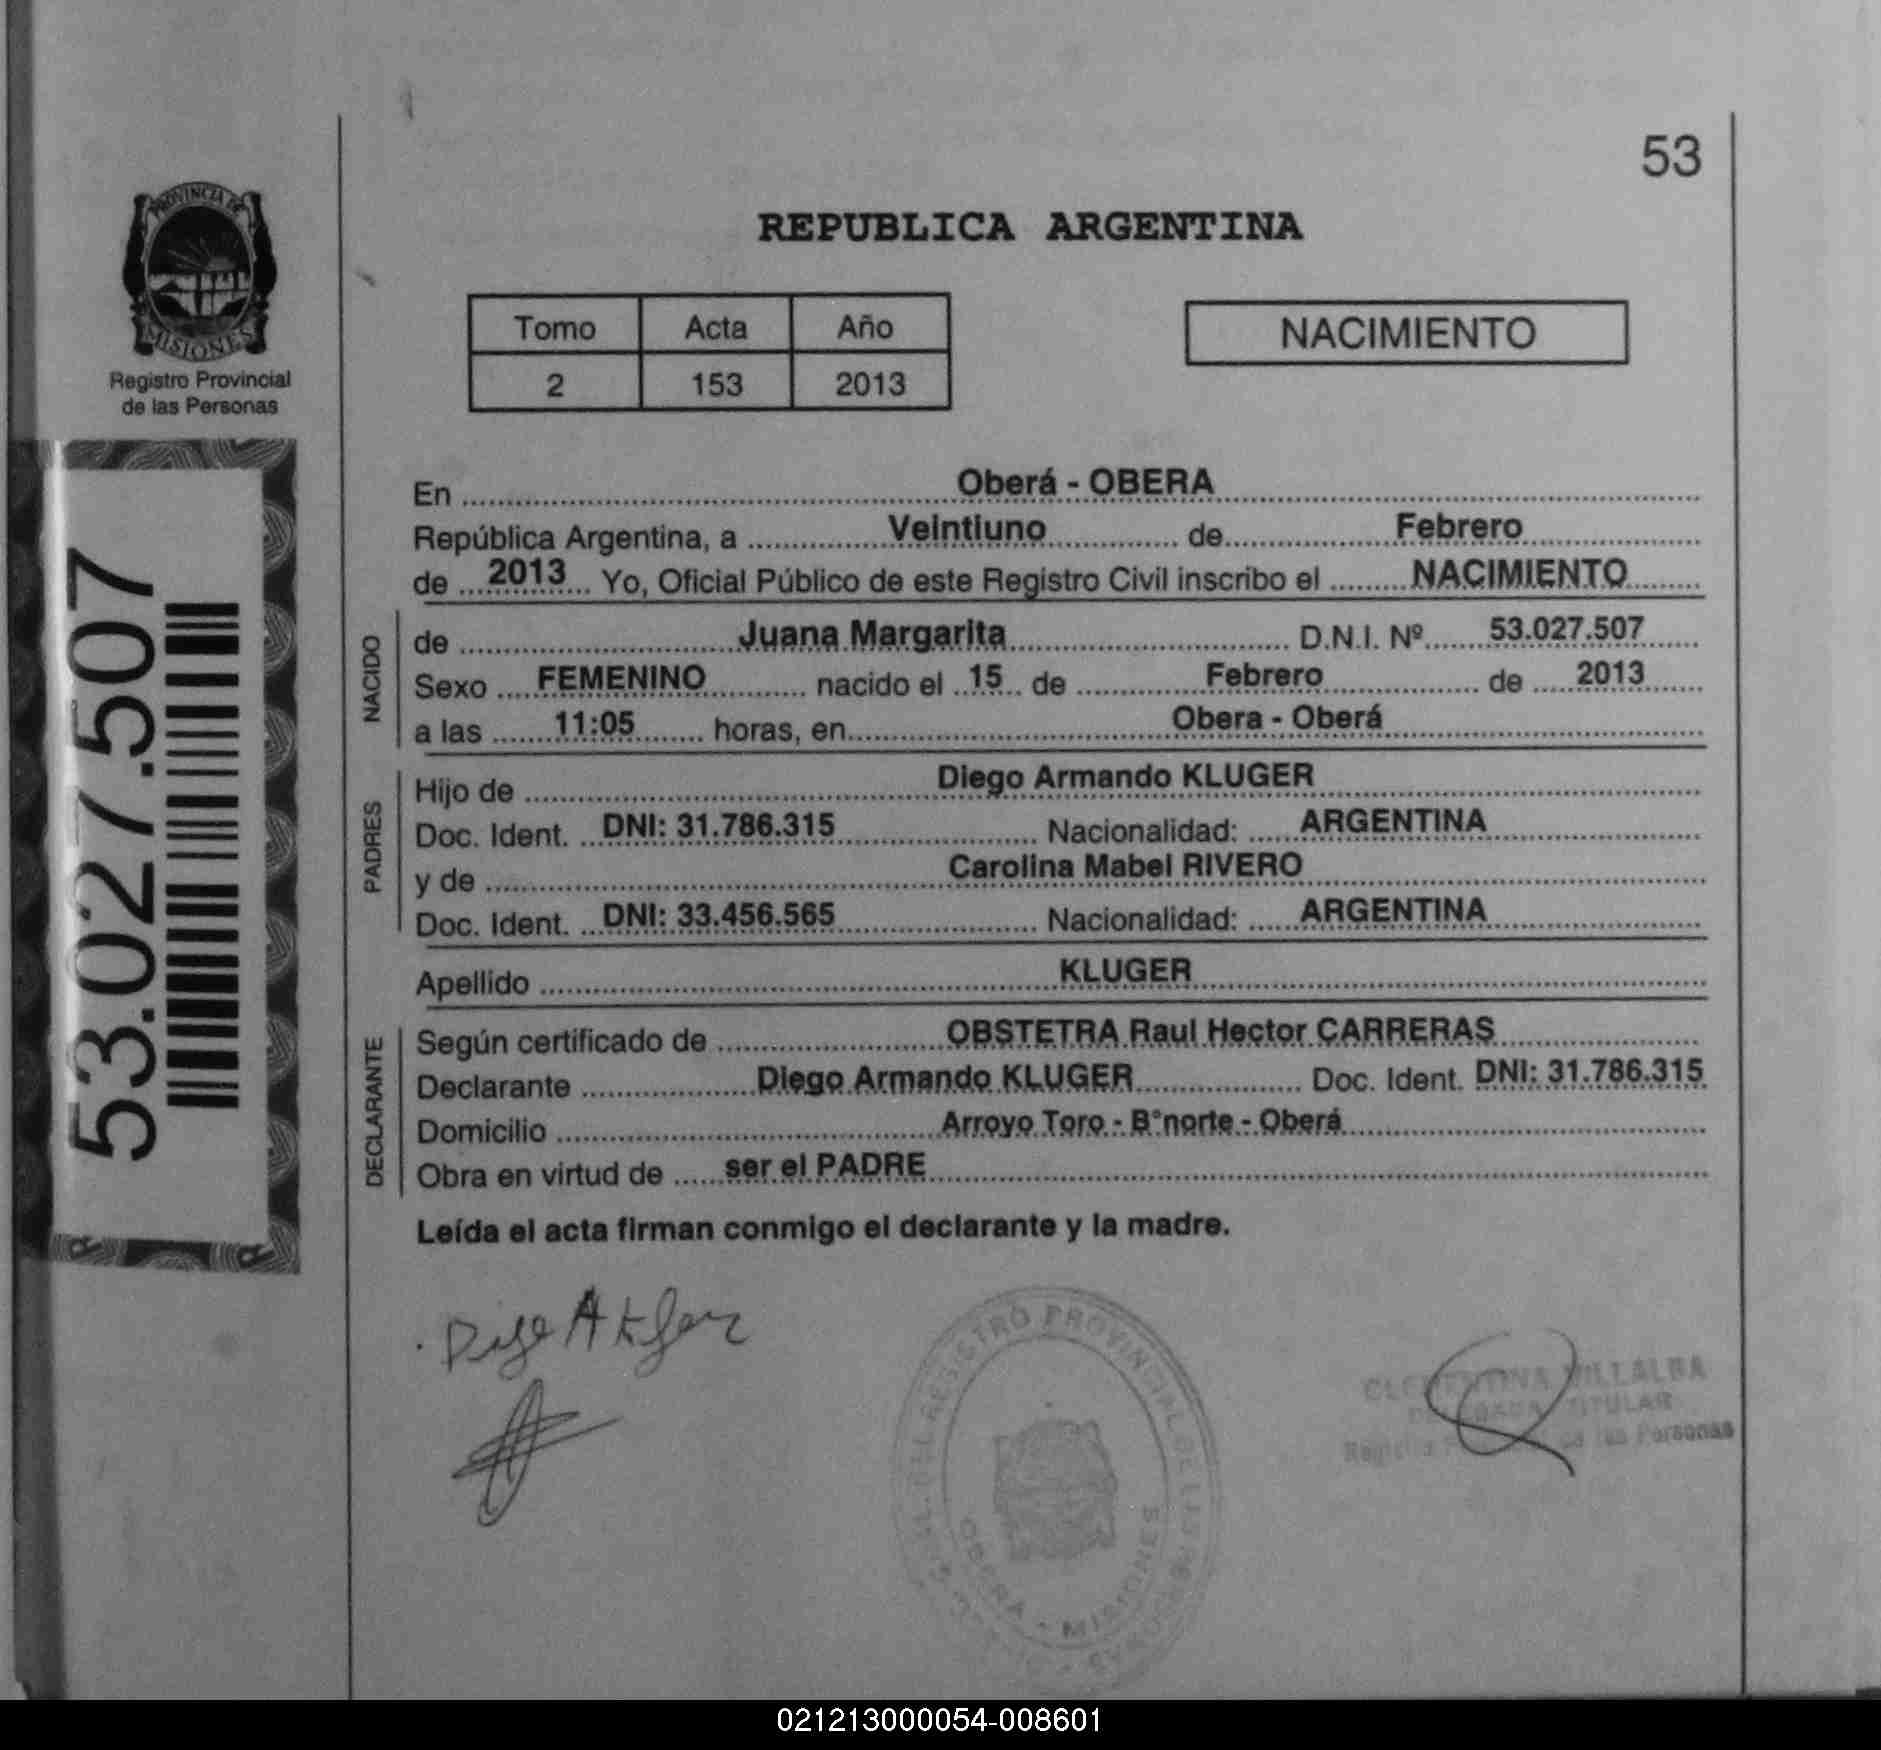 53
PROVINCIA DE
MISIONES
Registro Provincial
de las Personas
REPUBLICA ARGENTINA
Tomo Acta Año
2 153 2013
NACIMIENTO
53.027.507
En Oberá - OBERA
República Argentina, a Veintiuno de Febrero
de 2013 Yo, Oficial Público de este Registro Civil inscribo el NACIMIENTO
NACIDO
de Juana Margarita D.N.I. Nº 53.027.507
Sexo FEMENINO nacido el 15 de Febrero de 2013
a las 11:05 horas, en Obera - Oberá
PADRES
Hijo de Diego Armando KLUGER
Doc. Ident. DNI: 31.786.315 Nacionalidad: ARGENTINA
y de Carolina Mabel RIVERO
Doc. Ident. DNI: 33.456.565 Nacionalidad: ARGENTINA
Apellido KLUGER
DECLARANTE
Según certificado de OBSTETRA Raul Hector CARRERAS
Declarante Diego Armando KLUGER Doc. Ident. DNI: 31.786.315
Domicilio Arroyo Toro - B°norte - Oberá
Obra en virtud de ser el PADRE
Leída el acta firman conmigo el declarante y la madre.
REGISTRO PROVINCIAL DE LAS PERSONAS
OBERA - MISIONES
CLEMENTINA VILLALBA
DELEGADA TITULAR
de las Personas
021213000054-008601